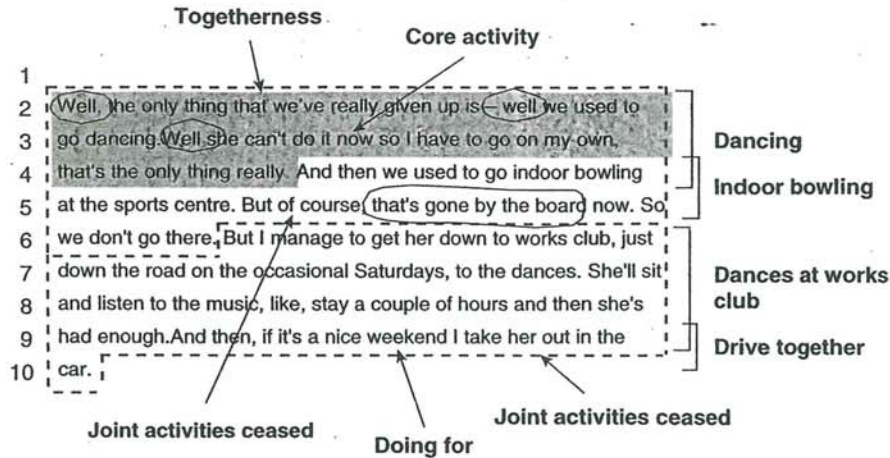 Togetherness
Core activity
1
2 Well, the only thing that we've really given up is – well we used to
3 go dancing.Well she can't do it now so I have to go on my own,
Dancing
4 that's the only thing really. And then we used to go indoor bowling
Indoor bowling
5 at the sports centre. But of course, that's gone by the board now. So
6 we don't go there. But I manage to get her down to works club, just
7 down the road on the occasional Saturdays, to the dances. She'll sit
Dances at works
club
8 and listen to the music, like, stay a couple of hours and then she's
9 had enough.And then, if it's a nice weekend I take her out in the
Drive together
10 car.
Joint activities ceased
Doing for
Joint activities ceased